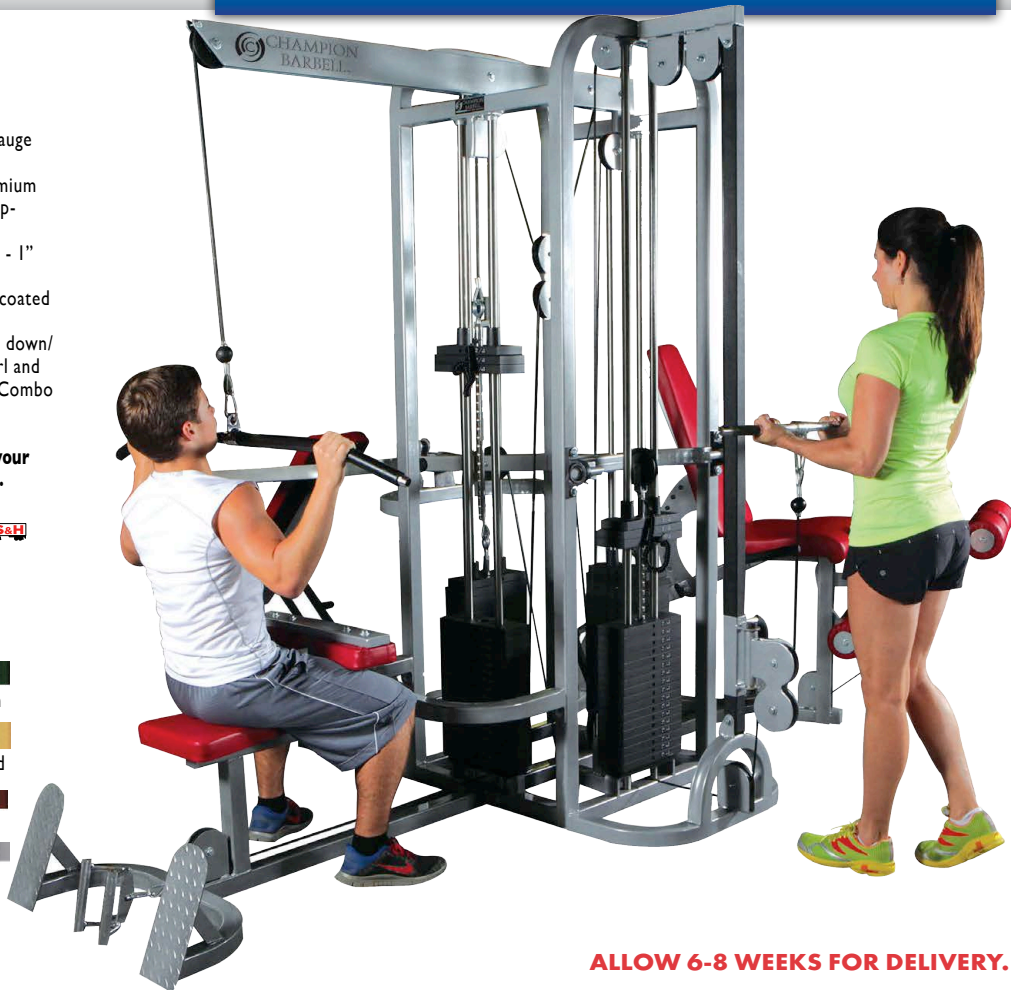 CHAMPION
BARBELL
auge
mium
p-
- 1"
coated
down/
rl and
Combo
your
.
S&H
d
ALLOW 6-8 WEEKS FOR DELIVERY.